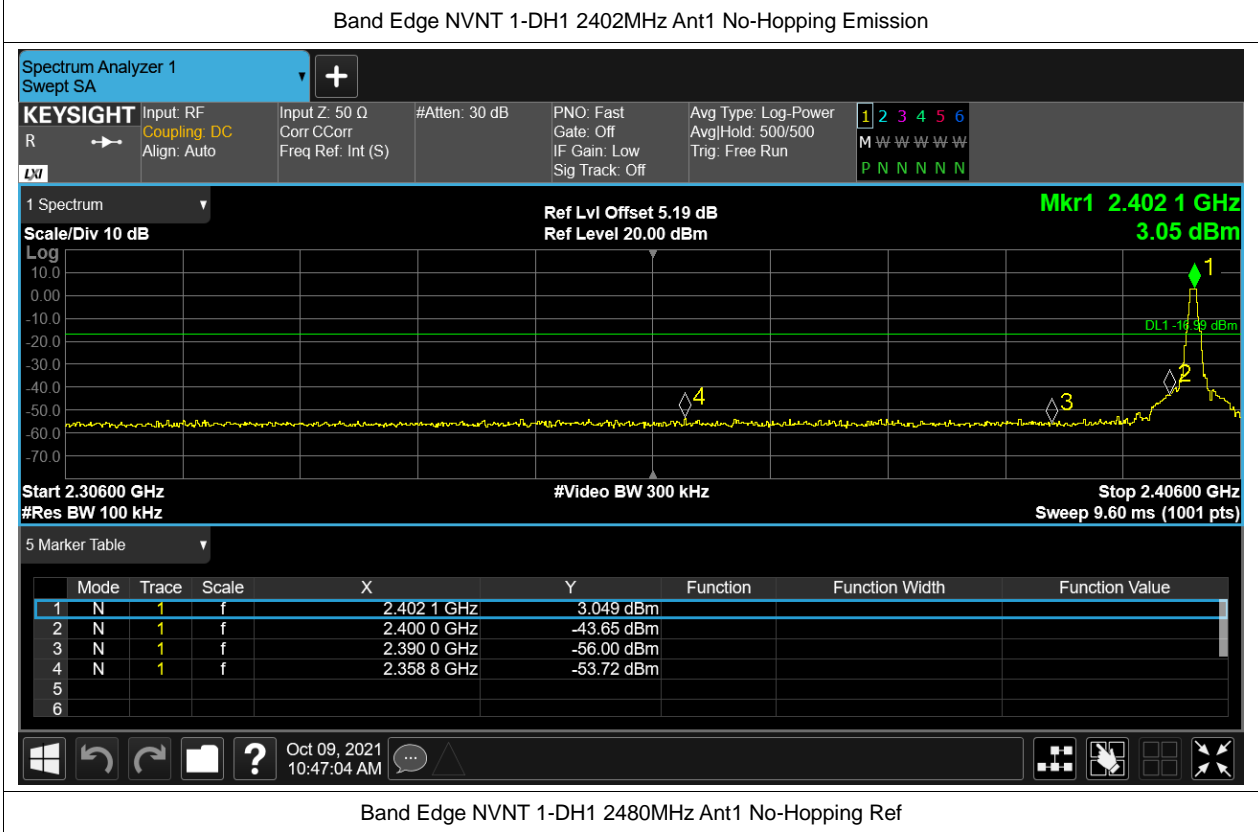 Band Edge NVNT 1-DH1 2402MHz Ant1 No-Hopping Emission
Spectrum Analyzer 1
Swept SA
KEYSIGHT
R
LXI
Input: RF
Coupling: DC
Align: Auto
Input Z: 50 Ω
Corr CCorr
Freq Ref: Int (S)
#Atten: 30 dB
PNO: Fast
Gate: Off
IF Gain: Low
Sig Track: Off
Avg Type: Log-Power
Avg|Hold: 500/500
Trig: Free Run
1 2 3 4 5 6
M W W W W W
P N N N N N
1 Spectrum
Scale/Div 10 dB
Ref Lvl Offset 5.19 dB
Ref Level 20.00 dBm
Mkr1 2.402 1 GHz
3.05 dBm
Log
10.0
0.00
-10.0
-20.0
-30.0
-40.0
-50.0
-60.0
-70.0
1
DL1 -16.99 dBm
2
4
3
Start 2.30600 GHz
#Video BW 300 kHz
Stop 2.40600 GHz
#Res BW 100 kHz
Sweep 9.60 ms (1001 pts)
5 Marker Table
Mode Trace Scale X Y Function Function Width Function Value
1 N 1 f 2.402 1 GHz 3.049 dBm
2 N 1 f 2.400 0 GHz -43.65 dBm
3 N 1 f 2.390 0 GHz -56.00 dBm
4 N 1 f 2.358 8 GHz -53.72 dBm
5
6
?
Oct 09, 2021
10:47:04 AM
Band Edge NVNT 1-DH1 2480MHz Ant1 No-Hopping Ref